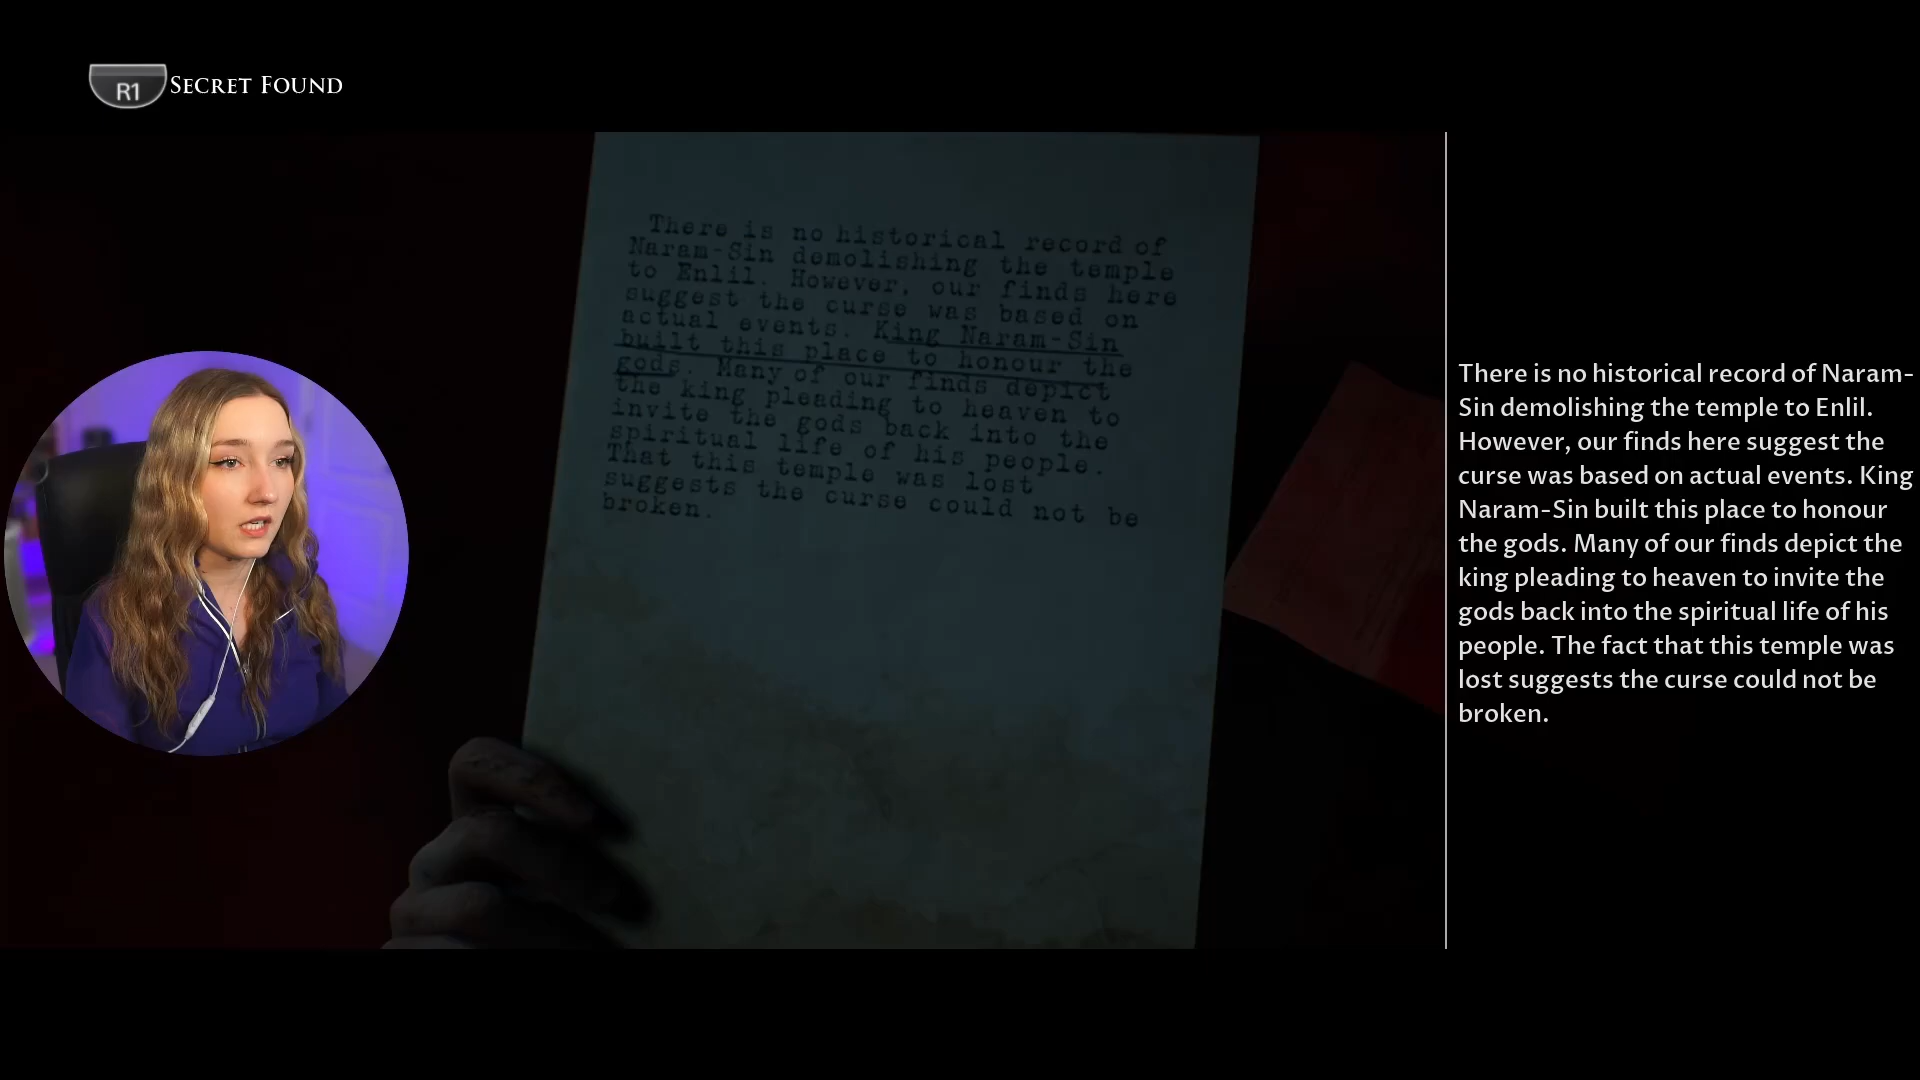 R1 SECRET FOUND
There is no historical record of
Naram-Sin demolishing the temple
to Enlil. However, our finds here
suggest the curse was based on
actual events. King Naram-Sin
built this place to honour the
gods. Many of our finds depict
the king pleading to heaven to
invite the gods back into the
spiritual life of his people.
That this temple was lost
suggests the curse could not be
broken.
There is no historical record of Naram-
Sin demolishing the temple to Enlil.
However, our finds here suggest the
curse was based on actual events. King
Naram-Sin built this place to honour
the gods. Many of our finds depict the
king pleading to heaven to invite the
gods back into the spiritual life of his
people. The fact that this temple was
lost suggests the curse could not be
broken.